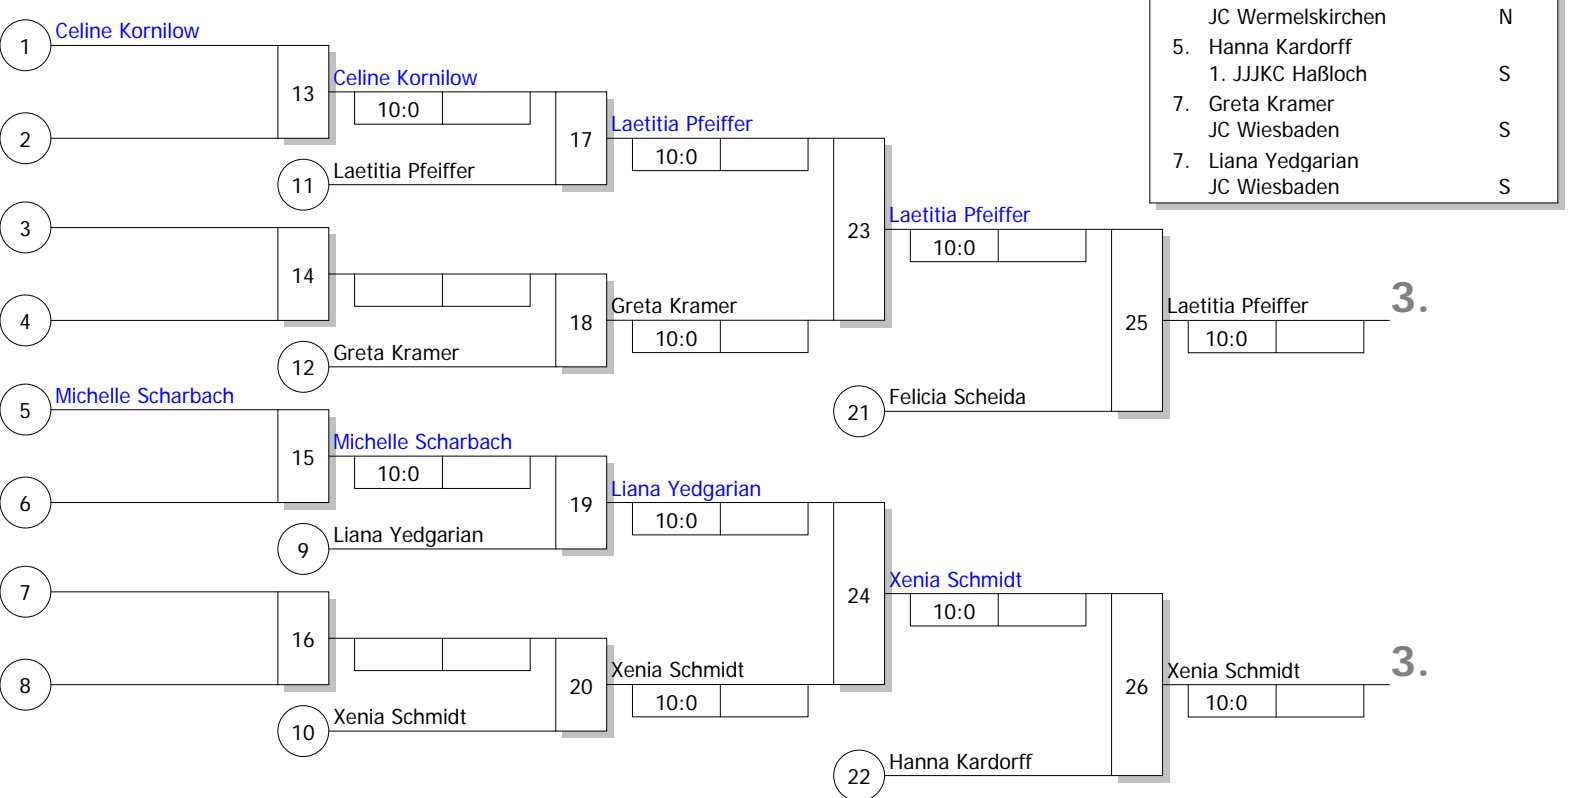 JC Wermelskirchen N
5. Hanna Kardorff
1. JJJKC Haßloch S
7. Greta Kramer
JC Wiesbaden S
7. Liana Yedgarian
JC Wiesbaden S
1 Celine Kornilow
13 Celine Kornilow
10:0
2
17 Laetitia Pfeiffer
10:0
11 Laetitia Pfeiffer
3
23 Laetitia Pfeiffer
10:0
14
4
18 Greta Kramer
10:0
12 Greta Kramer
25 Laetitia Pfeiffer 3.
10:0
5 Michelle Scharbach
21 Felicia Scheida
15 Michelle Scharbach
10:0
6
19 Liana Yedgarian
10:0
9 Liana Yedgarian
7
24 Xenia Schmidt
10:0
16
8
20 Xenia Schmidt
10:0
10 Xenia Schmidt
26 Xenia Schmidt 3.
10:0
22 Hanna Kardorff